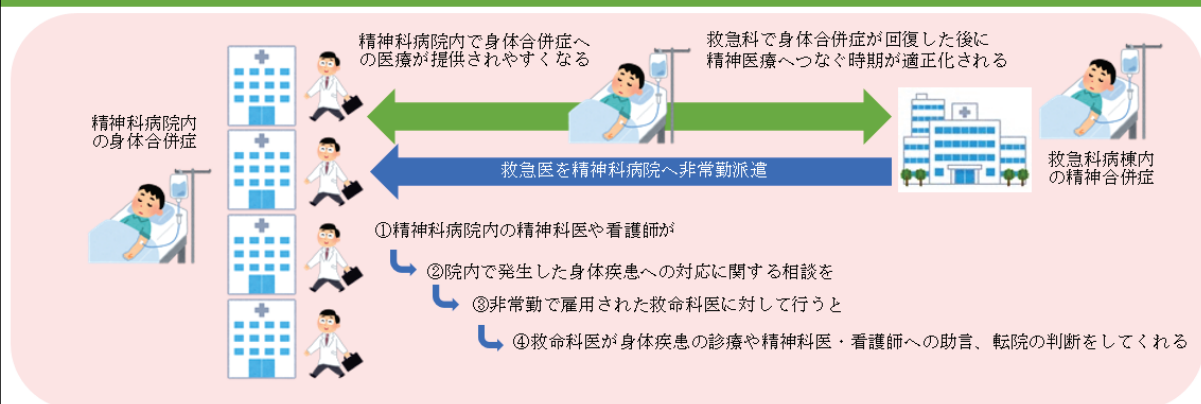 精神科病院内で身体合併症へ
の医療が提供されやすくなる
救急科で身体合併症が回復した後に
精神医療へつなぐ時期が適正化される
精神科病院内
の身体合併症
救急医を精神科病院へ非常勤派遣
救急科病棟内
の精神合併症
①精神科病院内の精神科医や看護師が
②院内で発生した身体疾患への対応に関する相談を
③非常勤で雇用された救命科医に対して行うと
④救命科医が身体疾患の診療や精神科医・看護師への助言、転院の判断をしてくれる